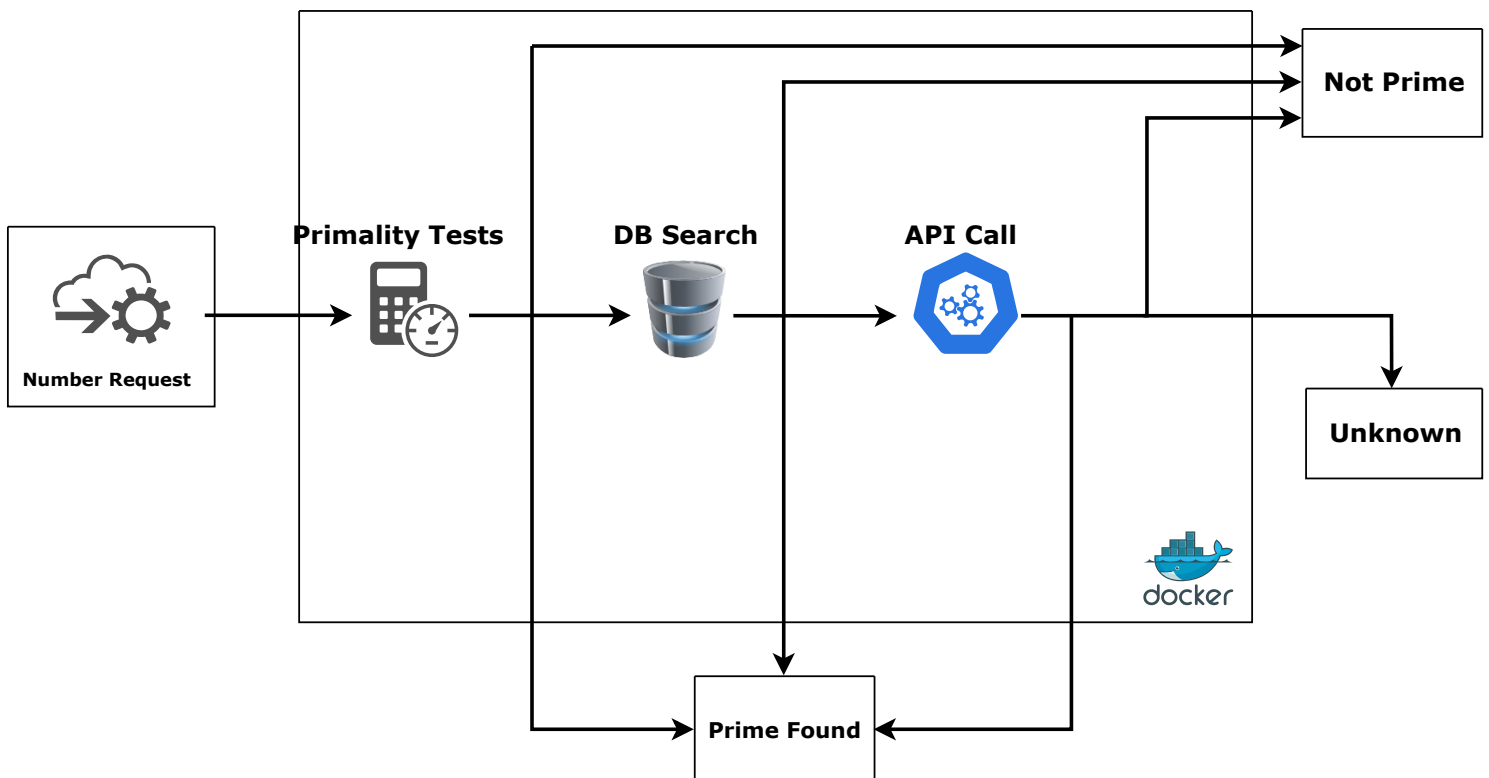 Not Prime
Primality Tests
DB Search
API Call
Number Request
Unknown
docker
Prime Found